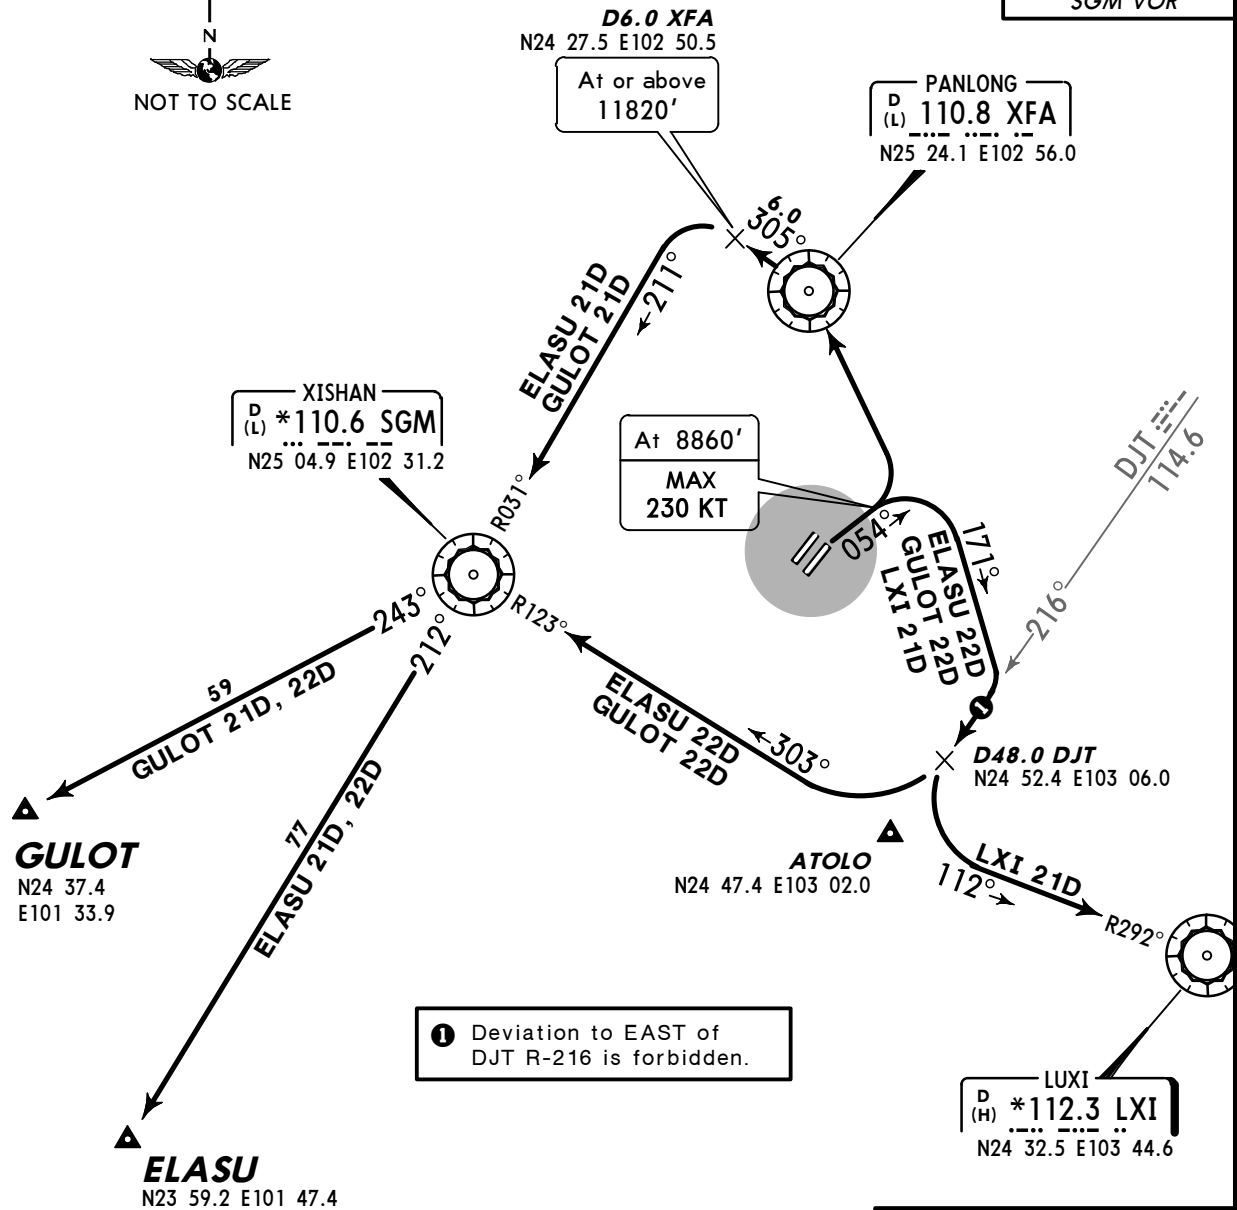 SGM VOR
D6.0 XFA
N24 27.5 E102 50.5
N
NOT TO SCALE
At or above
11820'
PANLONG
D
(L) 110.8 XFA
N25 24.1 E102 56.0
6.0
305°
211°
ELASU 21D
GULOT 21D
XISHAN
D
(L) *110.6 SGM
N25 04.9 E102 31.2
At 8860'
MAX
230 KT
DJT
114.6
R031°
054°
171°
ELASU 22D
GULOT 22D
LXI 21D
216°
243°
212°
R123°
59
GULOT 21D, 22D
ELASU 22D
GULOT 22D
303°
D48.0 DJT
N24 52.4 E103 06.0
77
ELASU 21D, 22D
GULOT
N24 37.4
E101 33.9
ATOLO
N24 47.4 E103 02.0
LXI 21D
112°
R292°
1 Deviation to EAST of
DJT R-216 is forbidden.
LUXI
D
(H) *112.3 LXI
N24 32.5 E103 44.6
ELASU
N23 59.2 E101 47.4